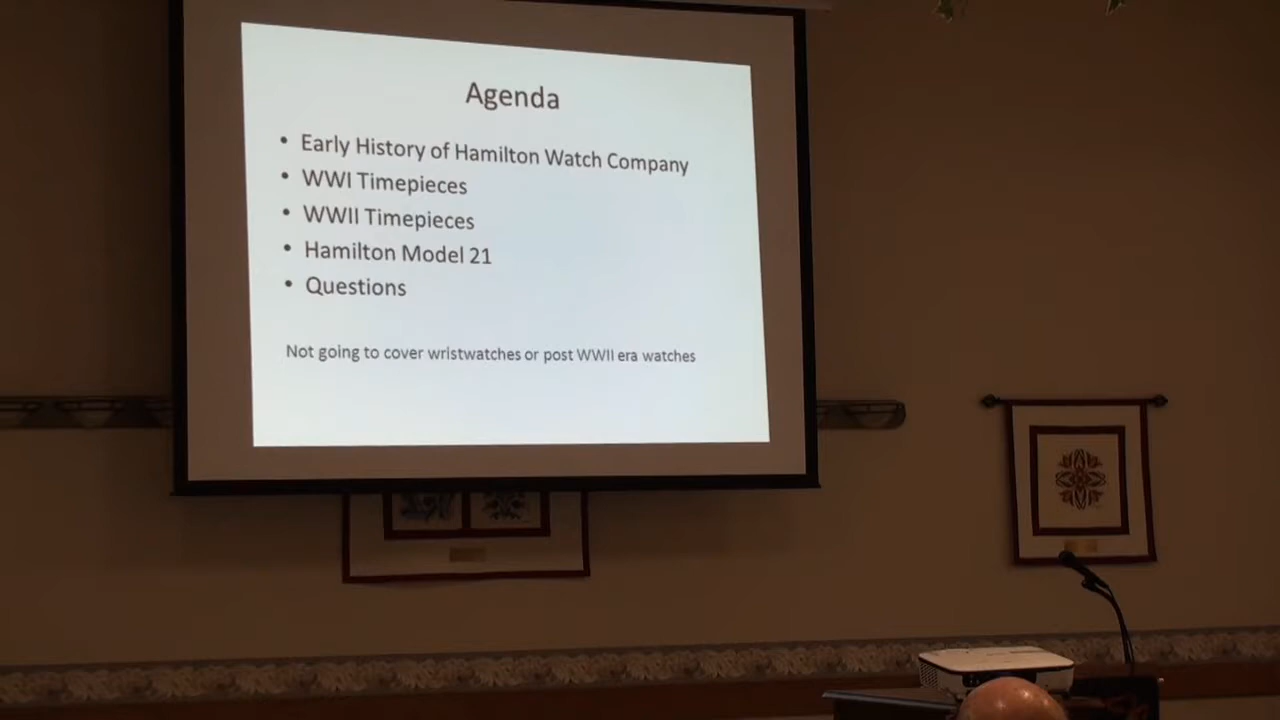 Agenda
• Early History of Hamilton Watch Company
• WWI Timepieces
• WWII Timepieces
• Hamilton Model 21
• Questions
Not going to cover wristwatches or post WWII era watches